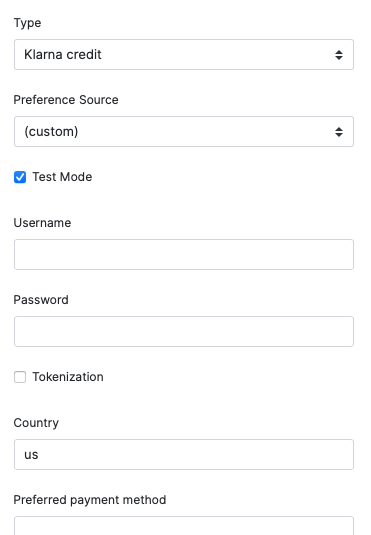 Type
Klarna credit
Preference Source
(custom)
Test Mode
Username
Password
Tokenization
Country
us
Preferred payment method